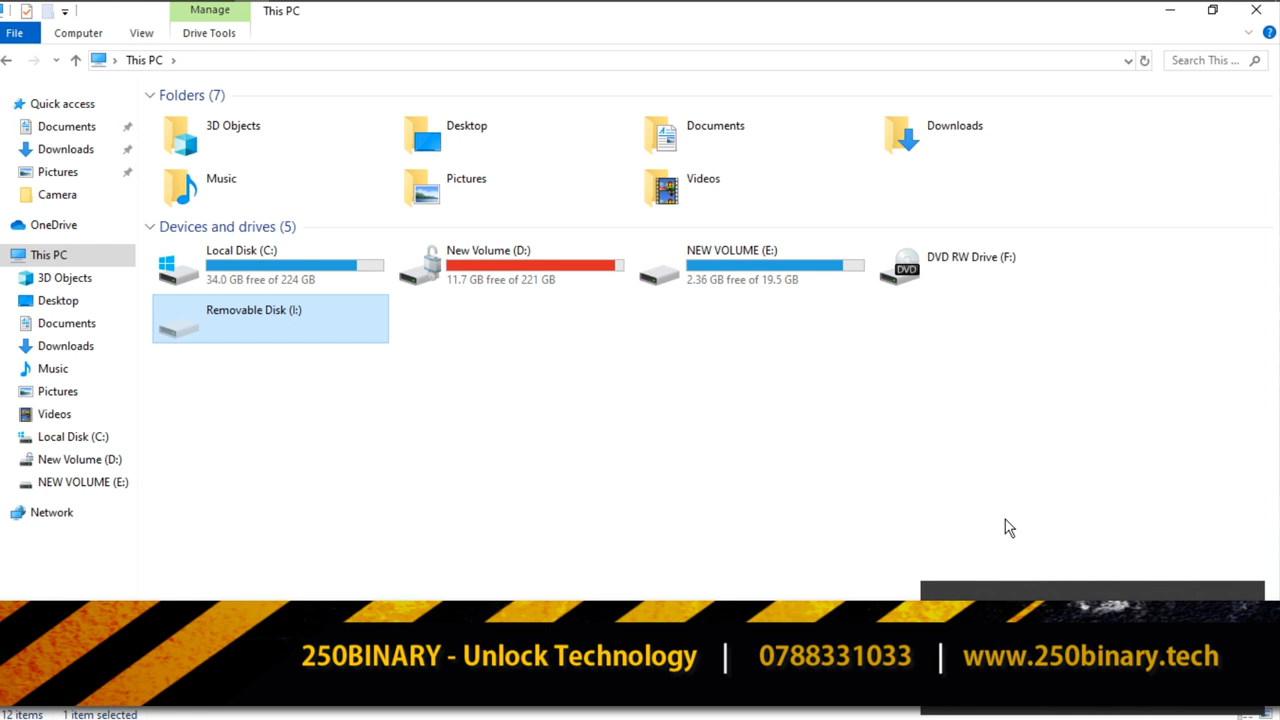 Manage
This PC
File
Computer
View
Drive Tools
This PC
Search This ...
Quick access
Documents
Downloads
Pictures
Camera
OneDrive
This PC
3D Objects
Desktop
Documents
Downloads
Music
Pictures
Videos
Local Disk (C:)
New Volume (D:)
NEW VOLUME (E:)
Network
Folders (7)
3D Objects
Desktop
Documents
Downloads
Music
Pictures
Videos
Devices and drives (5)
Local Disk (C:)
34.0 GB free of 224 GB
New Volume (D:)
11.7 GB free of 221 GB
NEW VOLUME (E:)
2.36 GB free of 19.5 GB
DVD RW Drive (F:)
DVD
Removable Disk (I:)
250BINARY - Unlock Technology | 0788331033 | www.250binary.tech
12 items 1 item selected